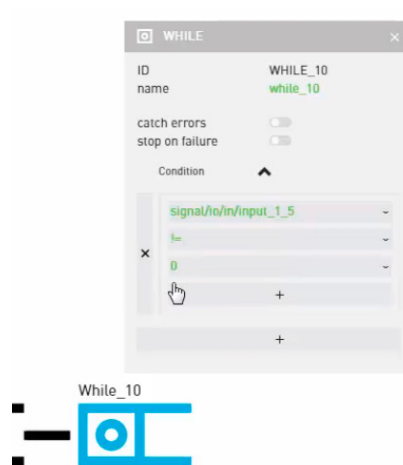 WHILE ×
ID WHILE_10
name while_10
catch errors
stop on failure
Condition
signal/io/in/input_1_5
!=
× 0
+
+
While_10